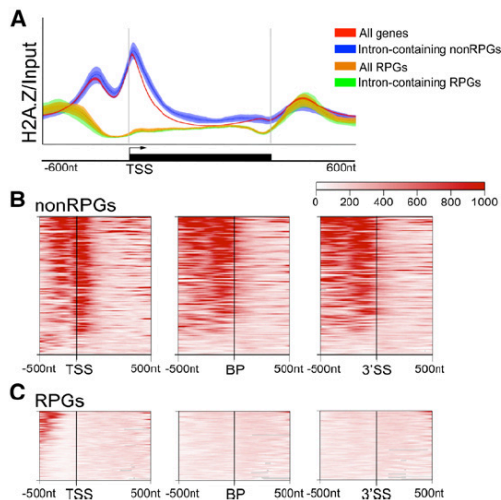 A
H2A.Z/Input
All genes
Intron-containing nonRPGs
All RPGs
Intron-containing RPGs
-600nt
TSS
600nt
0 200 400 600 800 1000
B
nonRPGs
-500nt TSS 500nt
-500nt BP 500nt
-500nt 3'SS 500nt
C
RPGs
-500nt TSS 500nt
-500nt BP 500nt
-500nt 3'SS 500nt